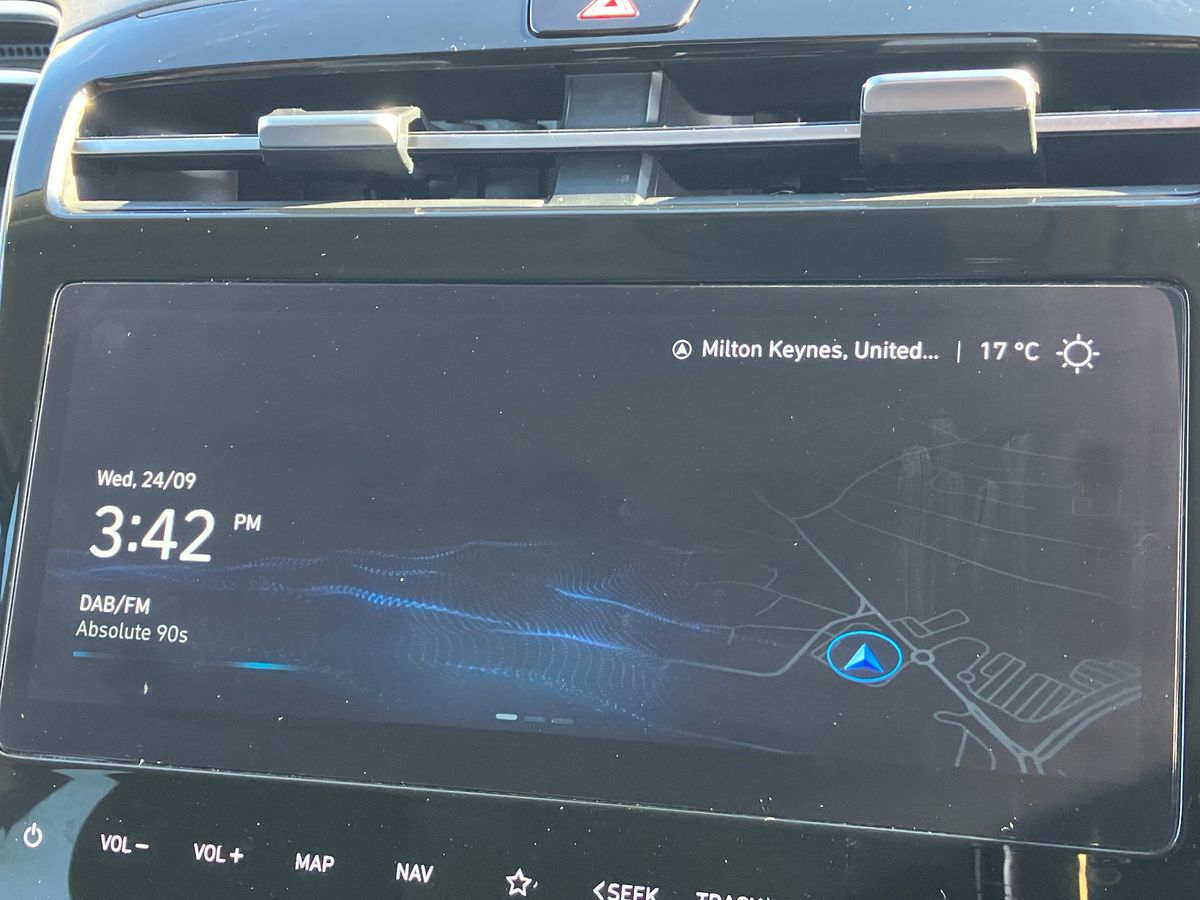 Milton Keynes, United... | 17 °C
Wed, 24/09
3:42 PM
DAB/FM
Absolute 90s
VOL−
VOL+
MAP
NAV
<SEEK
TRACK>